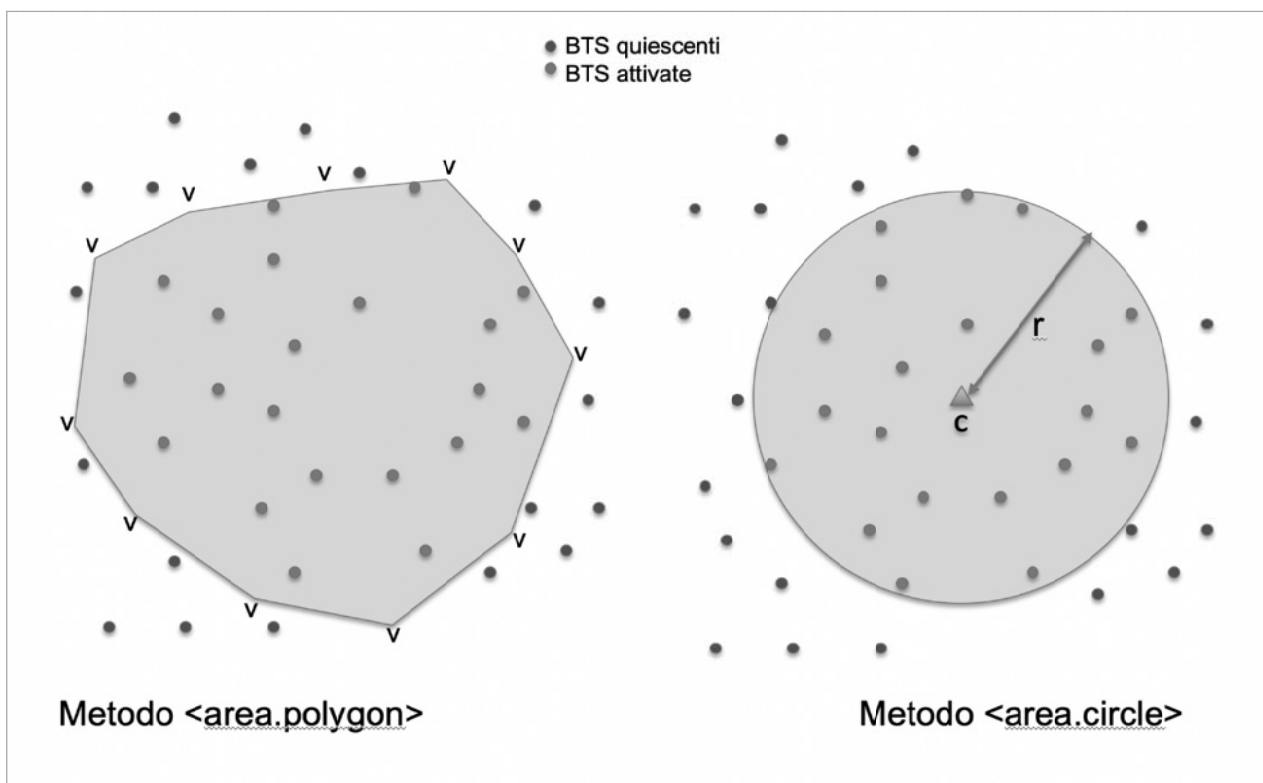 BTS quiescenti
BTS attivate
v
v
v
v
v
v
v
v
v
v
v
r
c
Metodo <area.polygon>
Metodo <area.circle>